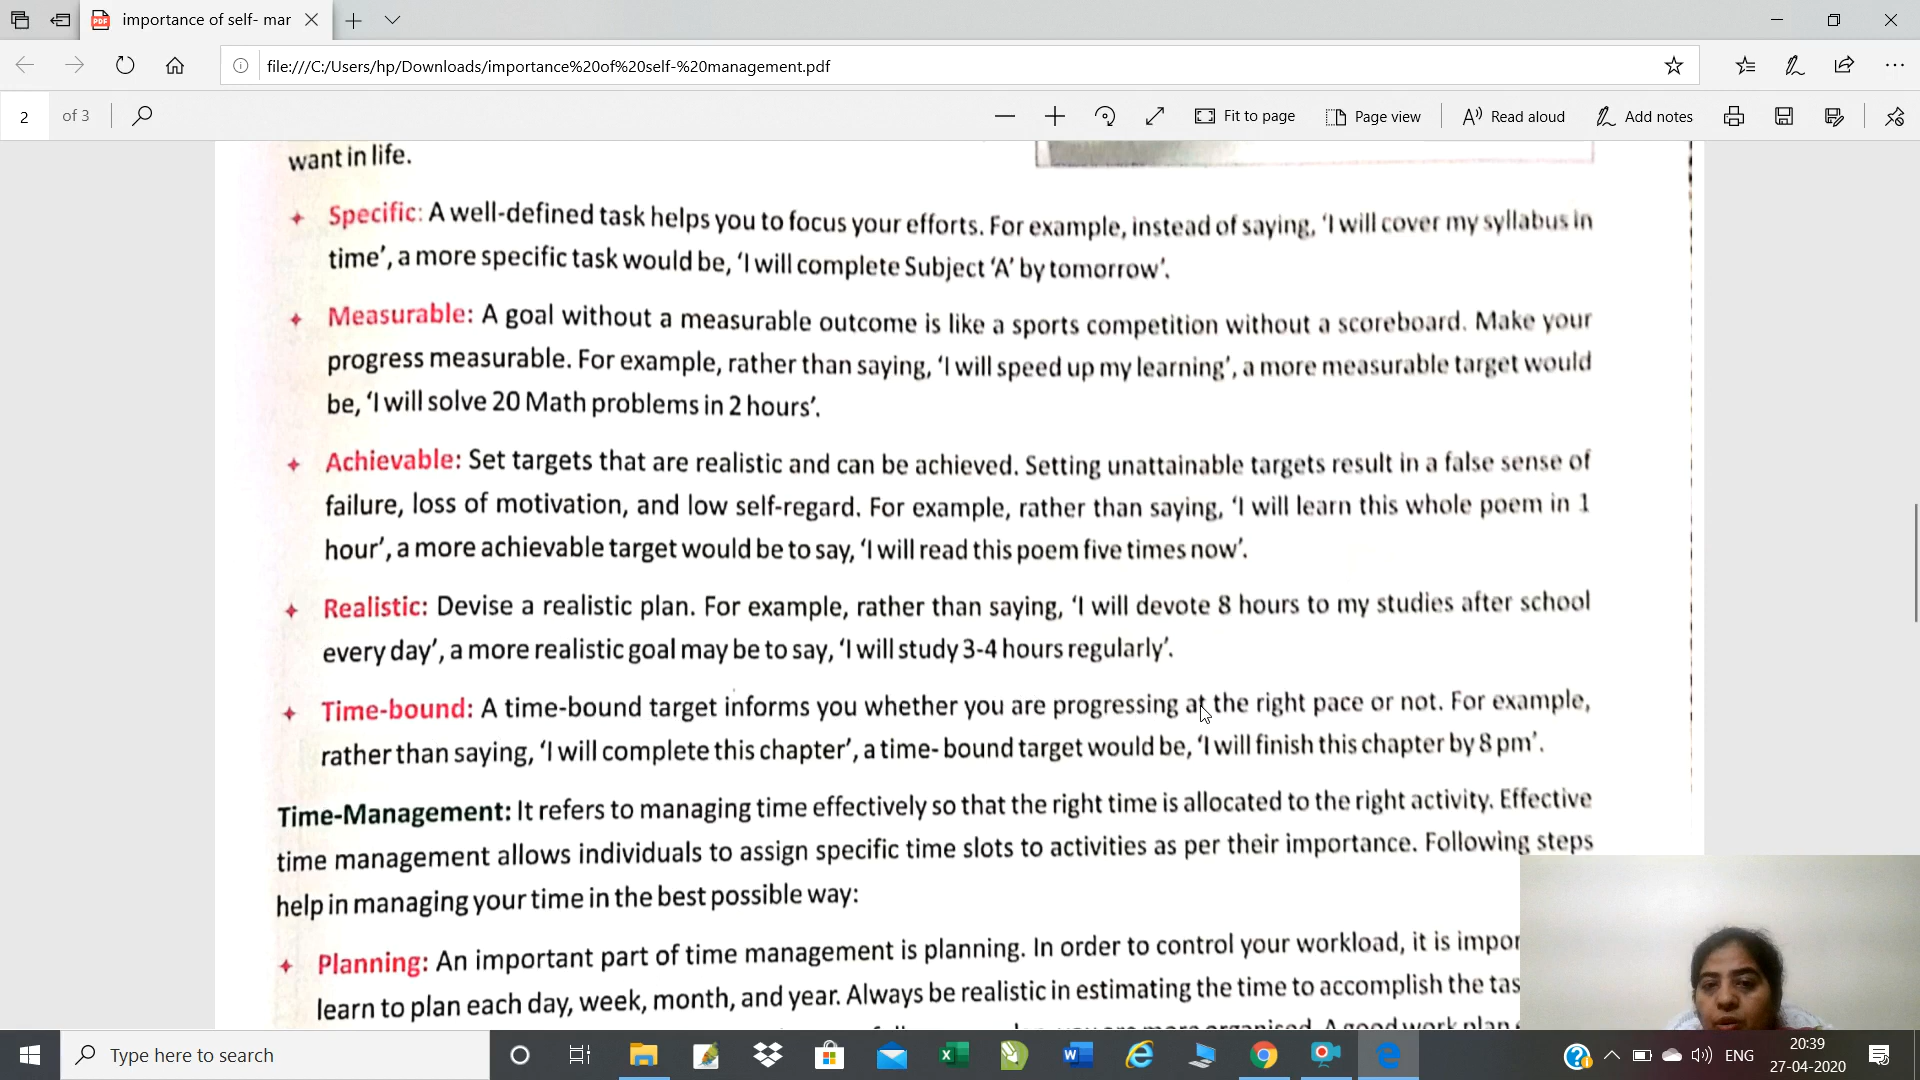 importance of self- mar
file:///C:/Users/hp/Downloads/importance%20of%20self-%20management.pdf
2 of 3 Fit to page Page view Read aloud Add notes
want in life.
Specific: A well-defined task helps you to focus your efforts. For example, instead of saying, 'I will cover my syllabus in
time', a more specific task would be, 'I will complete Subject 'A' by tomorrow'.
Measurable: A goal without a measurable outcome is like a sports competition without a scoreboard. Make your
progress measurable. For example, rather than saying, 'I will speed up my learning', a more measurable target would
be, 'I will solve 20 Math problems in 2 hours'.
Achievable: Set targets that are realistic and can be achieved. Setting unattainable targets result in a false sense of
failure, loss of motivation, and low self-regard. For example, rather than saying, 'I will learn this whole poem in 1
hour', a more achievable target would be to say, 'I will read this poem five times now'.
Realistic: Devise a realistic plan. For example, rather than saying, 'I will devote 8 hours to my studies after school
every day', a more realistic goal may be to say, 'I will study 3-4 hours regularly'.
Time-bound: A time-bound target informs you whether you are progressing at the right pace or not. For example,
rather than saying, 'I will complete this chapter', a time- bound target would be, 'I will finish this chapter by 8 pm'.
Time-Management: It refers to managing time effectively so that the right time is allocated to the right activity. Effective
time management allows individuals to assign specific time slots to activities as per their importance. Following steps
help in managing your time in the best possible way:
Planning: An important part of time management is planning. In order to control your workload, it is impor
learn to plan each day, week, month, and year. Always be realistic in estimating the time to accomplish the tas
Type here to search
ENG
20:39
27-04-2020